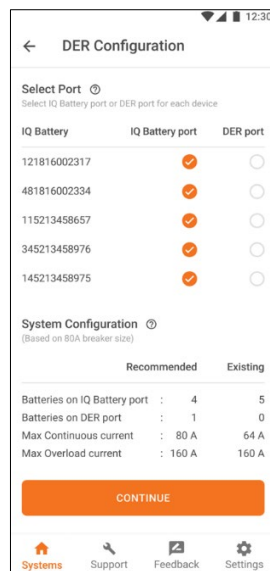 12:30
DER Configuration
Select Port ?
Select IQ Battery port or DER port for each device
IQ Battery IQ Battery port DER port
121816002317
481816002334
115213458657
345213458976
145213458975
System Configuration ?
(Based on 80A breaker size)
Recommended Existing
Batteries on IQ Battery port : 4 5
Batteries on DER port : 1 0
Max Continuous current : 80 A 64 A
Max Overload current : 160 A 160 A
CONTINUE
Systems Support Feedback Settings